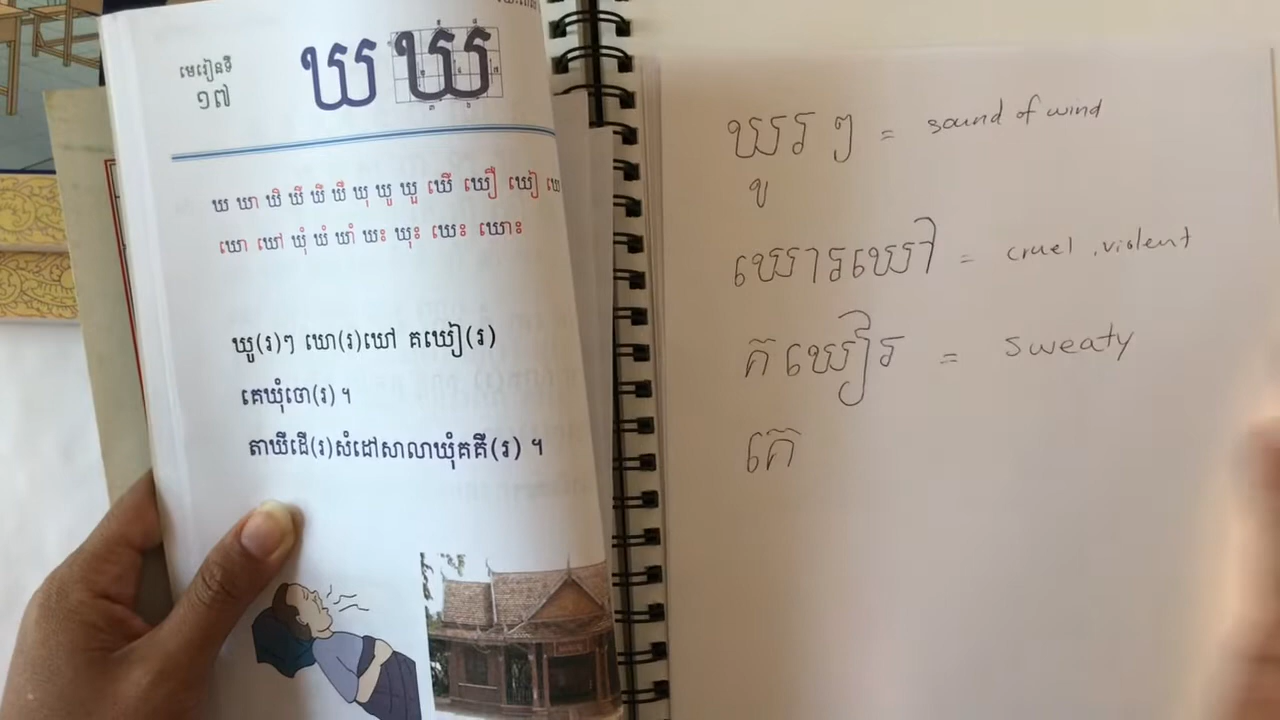 មេរៀនទី
១៧
ឃ ឃ
ឃ ឃា ឃិ ឃី ឃឹ ឃឺ ឃុ ឃូ ឃួ ឃើ ឃឿ ឃៀ
ឃោ ឃៅ ឃុំ ឃំ ឃាំ ឃះ ឃុះ ឃេះ ឃោះ
ឃូ(រ)ៗ ឃោ(រ)ឃៅ គឃៀ(រ)
គេឃុំចោ(រ) ។
តាឃីដើ(រ)សំដៅសាលាឃុំគគី(រ) ។
ឃូរ ៗ = sound of wind
ឃោរឃៅ = cruel , violent
គឃៀរ = sweaty
គេ